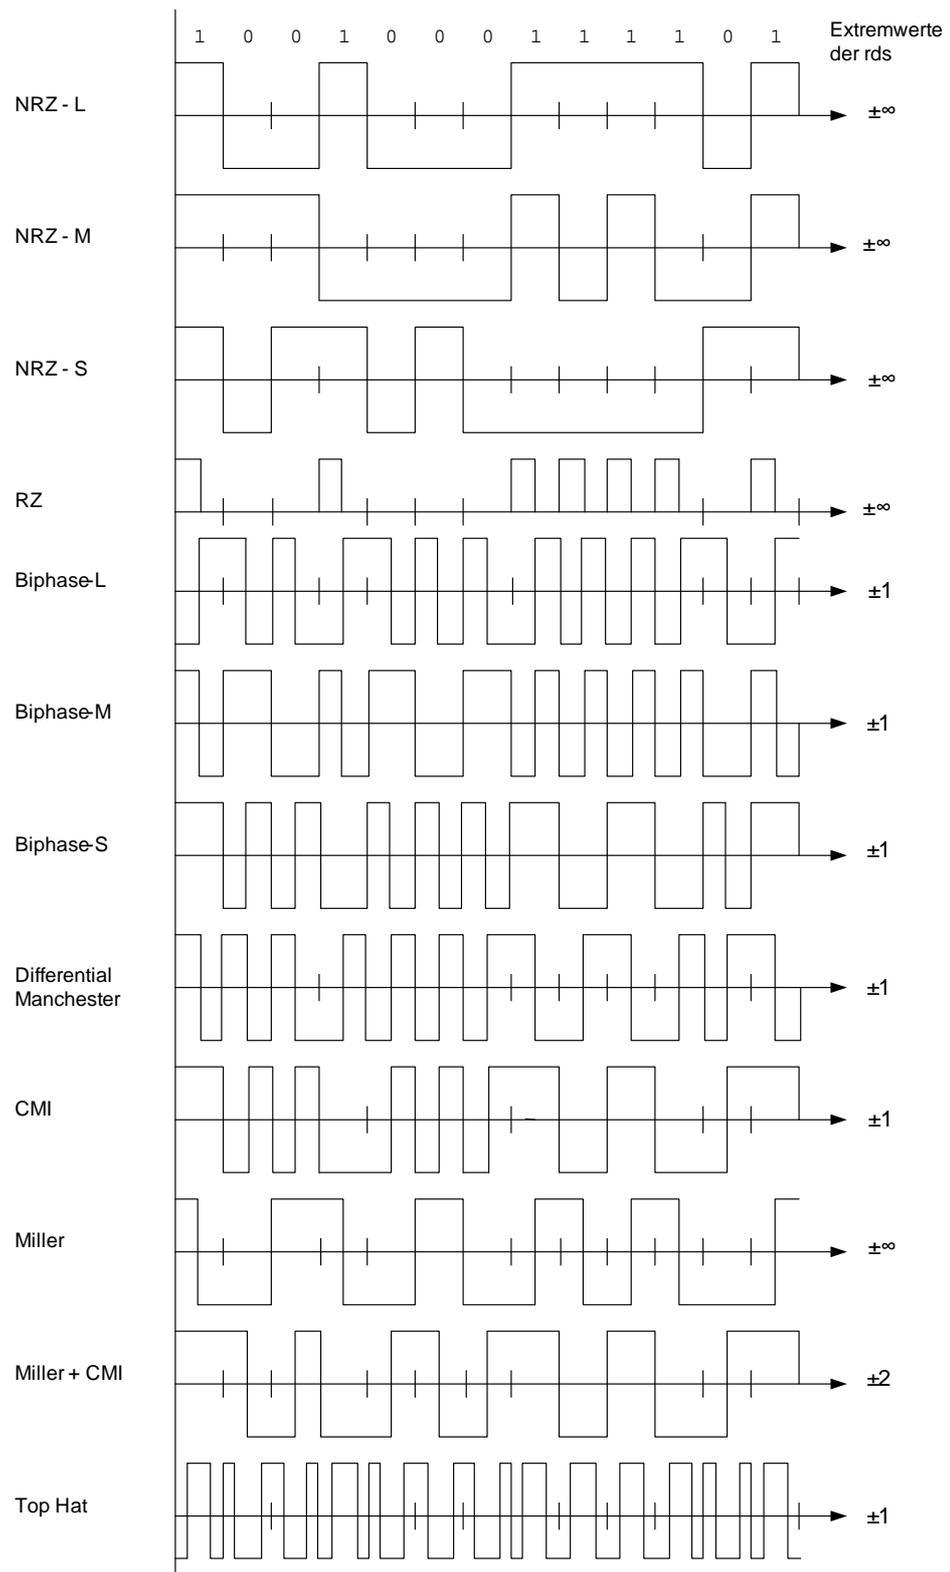 1 0 0 1 0 0 0 1 1 1 1 0 1
Extremwerte
der rds
NRZ - L ±∞
NRZ - M ±∞
NRZ - S ±∞
RZ ±∞
Biphase-L ±1
Biphase-M ±1
Biphase-S ±1
Differential
Manchester ±1
CMI ±1
Miller ±∞
Miller + CMI ±2
Top Hat ±1